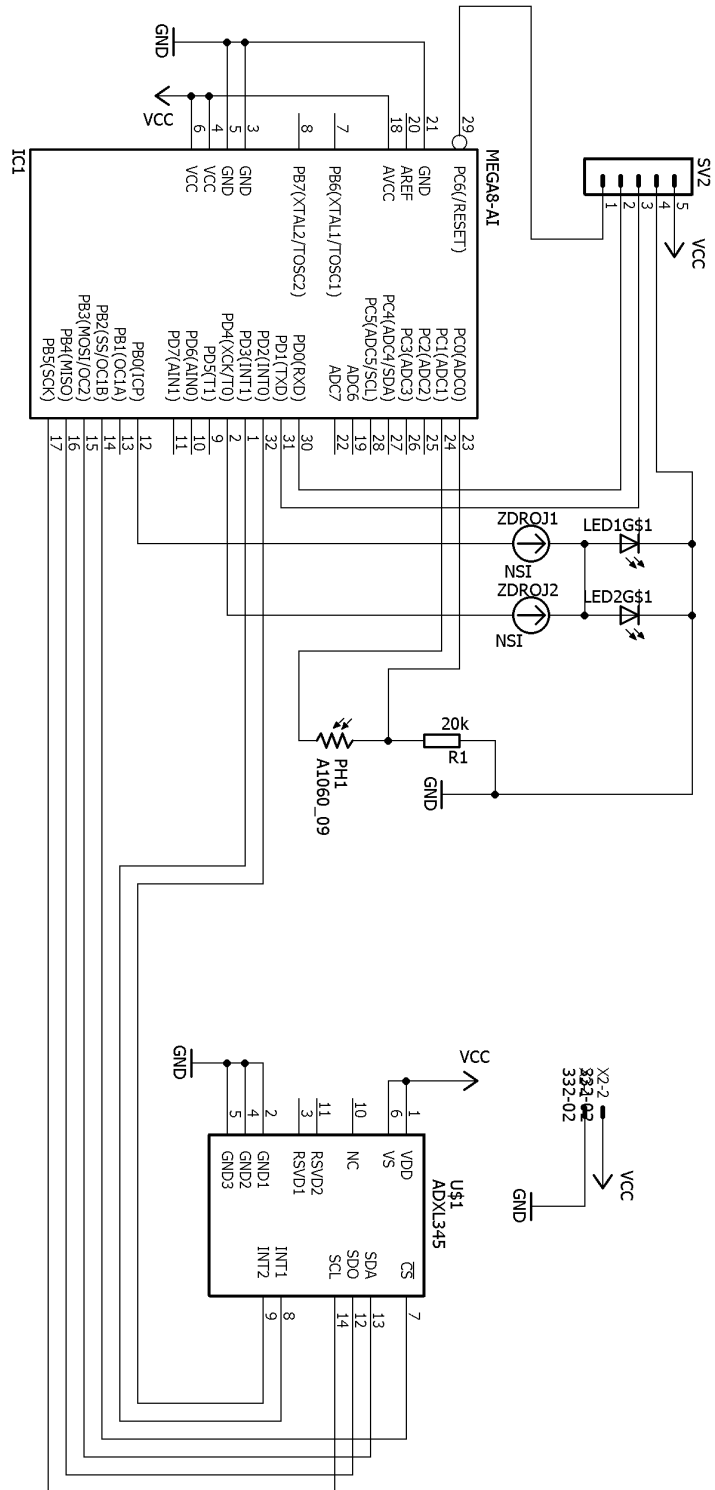 GND
VCC
IC1
MEGA8-AI
6
4
5
3
8
7
18
20
21
29
VCC
VCC
GND
GND
PB7(XTAL2/TOSC2)
PB6(XTAL1/TOSC1)
AVCC
AREF
GND
PC6(/RESET)
PB5(SCK)
PB4(MISO)
PB3(MOSI/OC2)
PB2(SS/OC1B)
PB1(OC1A)
PB0(ICP)
PD7(AIN1)
PD6(AIN0)
PD5(T1)
PD4(XCK/T0)
PD3(INT1)
PD2(INT0)
PD1(TXD)
PD0(RXD)
ADC7
ADC6
PC5(ADC5/SCL)
PC4(ADC4/SDA)
PC3(ADC3)
PC2(ADC2)
PC1(ADC1)
PC0(ADC0)
17
16
15
14
13
12
11
10
9
2
1
32
31
30
22
19
28
27
26
25
24
23
SV2
1
2
3
4
5
VCC
ZDROJ1
NSI
LED1G$1
ZDROJ2
NSI
LED2G$1
20k
R1
PH1
A1060_09
GND
GND
VCC
5
4
2
3
11
10
6
1
GND3
GND2
GND1
RSVD1
RSVD2
NC
VS
VDD
U$1
ADXL345
INT2
INT1
SCL
SDO
SDA
CS
9
8
14
12
13
7
X2-2
332-02
VCC
GND